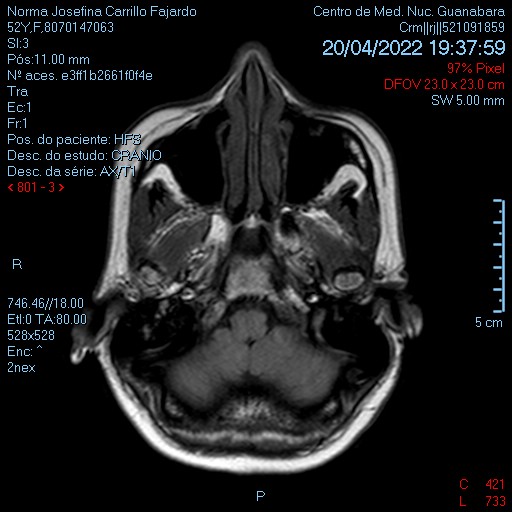 Norma Josefina Carrillo Fajardo
52Y,F,8070147063
Sl:3
Pós:11.00 mm
Nº aces. e3ff1b2661f0f4e
Tra
Ec:1
Fr:1
Pos. do paciente: HFS
Desc. do estudo: CRANIO
Desc. da série: AX/T1
< 801 - 3 >
Centro de Med. Nuc. Guanabara
Crm||rj||521091859
20/04/2022 19:37:59
97% Pixel
DFOV 23.0 x 23.0 cm
SW 5.00 mm
R
5 cm
746.46//18.00
Etl:0 TA:80.00
528x528
Enc: ^
2nex
P
C 421
L 733